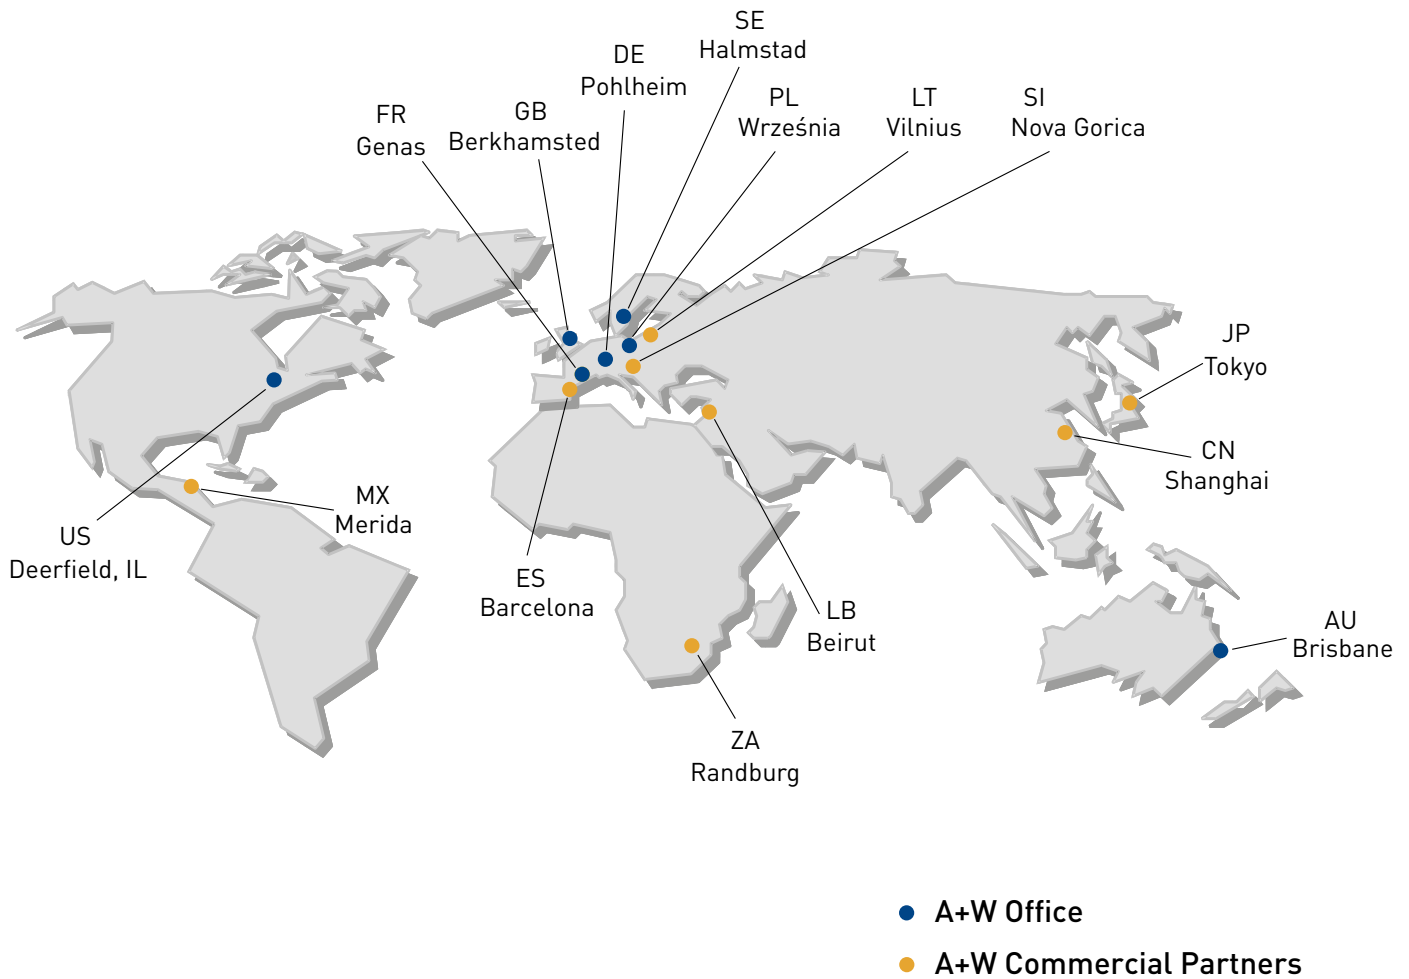 SE
Halmstad
DE
Pohlheim
FR
Genas
GB
Berkhamsted
PL
Września
LT
Vilnius
SI
Nova Gorica
JP
Tokyo
CN
Shanghai
MX
Merida
US
Deerfield, IL
ES
Barcelona
LB
Beirut
AU
Brisbane
ZA
Randburg
A+W Office
A+W Commercial Partners